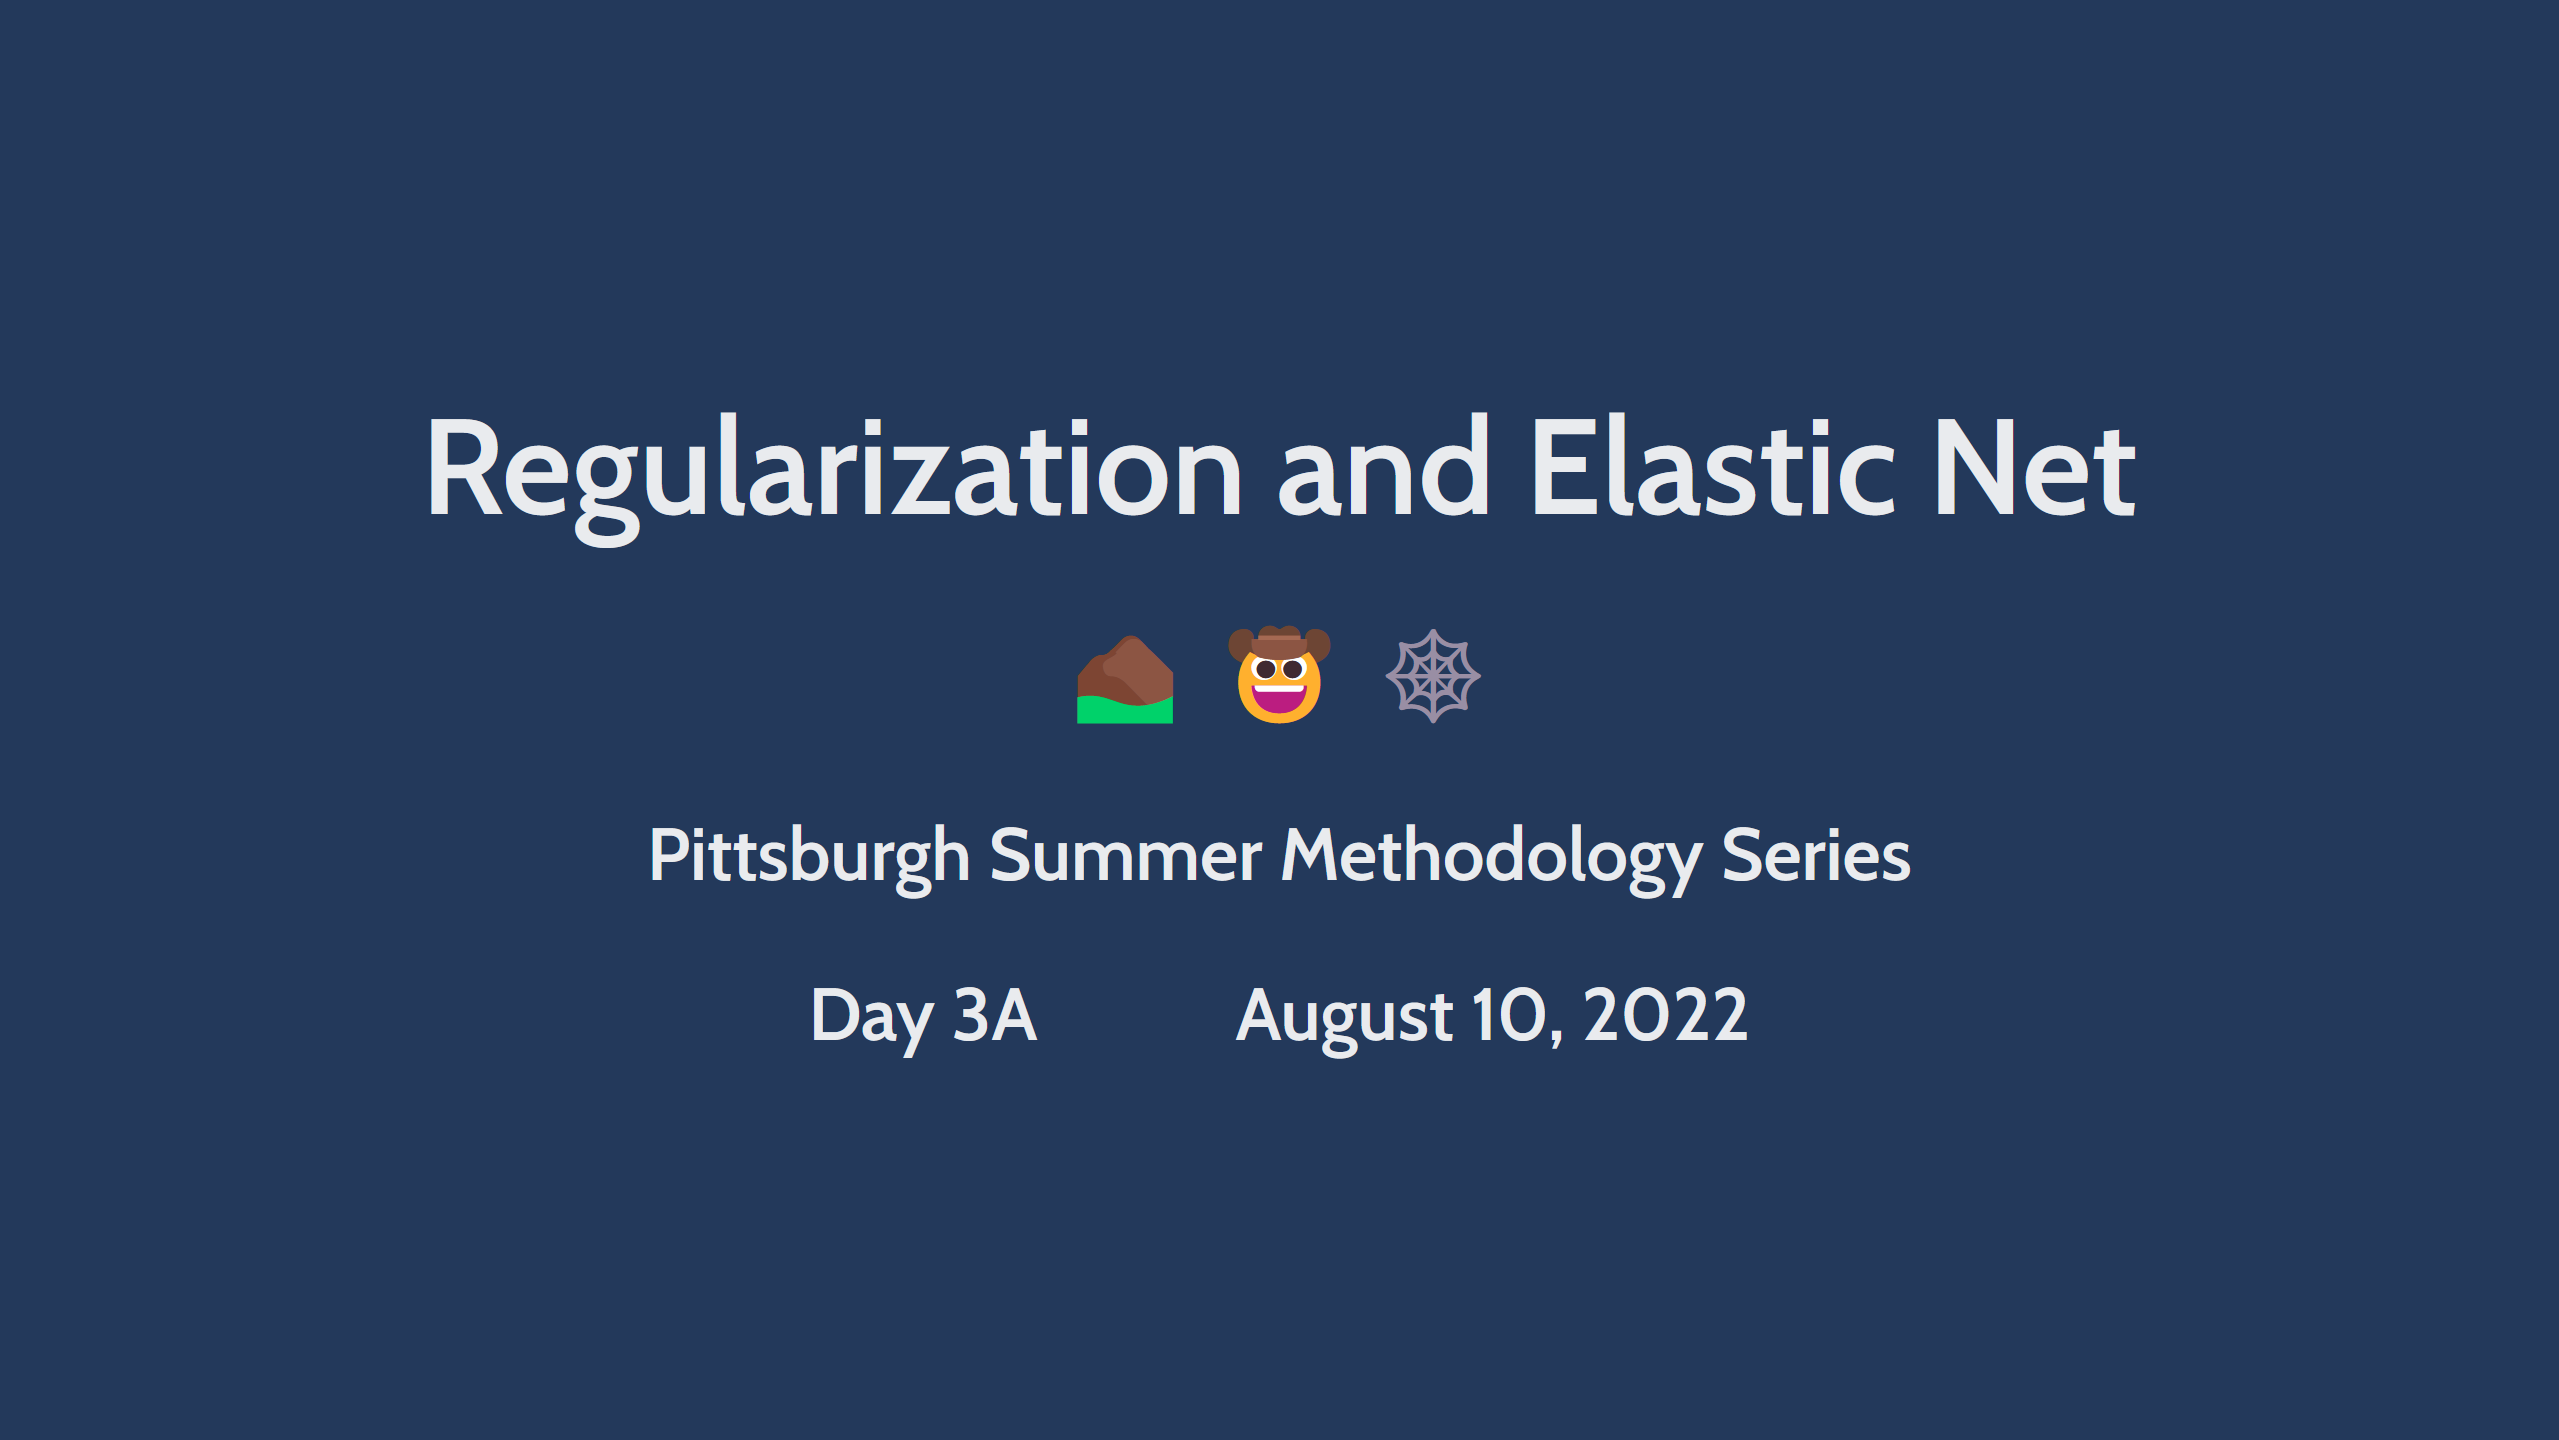 Regularization and Elastic Net
Pittsburgh Summer Methodology Series
Day 3A August 10, 2022